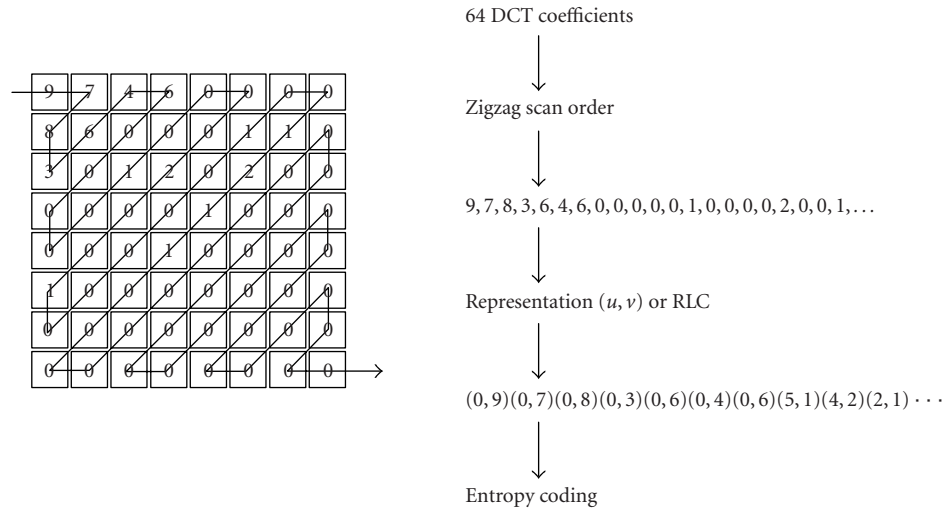 9 7 4 6 0 0 0 0
8 6 0 0 0 1 1 0
3 0 1 2 0 2 0 0
0 0 0 0 1 0 0 0
0 0 0 1 0 0 0 0
1 0 0 0 0 0 0 0
0 0 0 0 0 0 0 0
0 0 0 0 0 0 0 0
64 DCT coefficients
Zigzag scan order
9, 7, 8, 3, 6, 4, 6, 0, 0, 0, 0, 0, 1, 0, 0, 0, 0, 2, 0, 0, 1, . . .
Representation (u, v) or RLC
(0, 9)(0, 7)(0, 8)(0, 3)(0, 6)(0, 4)(0, 6)(5, 1)(4, 2)(2, 1) · · ·
Entropy coding